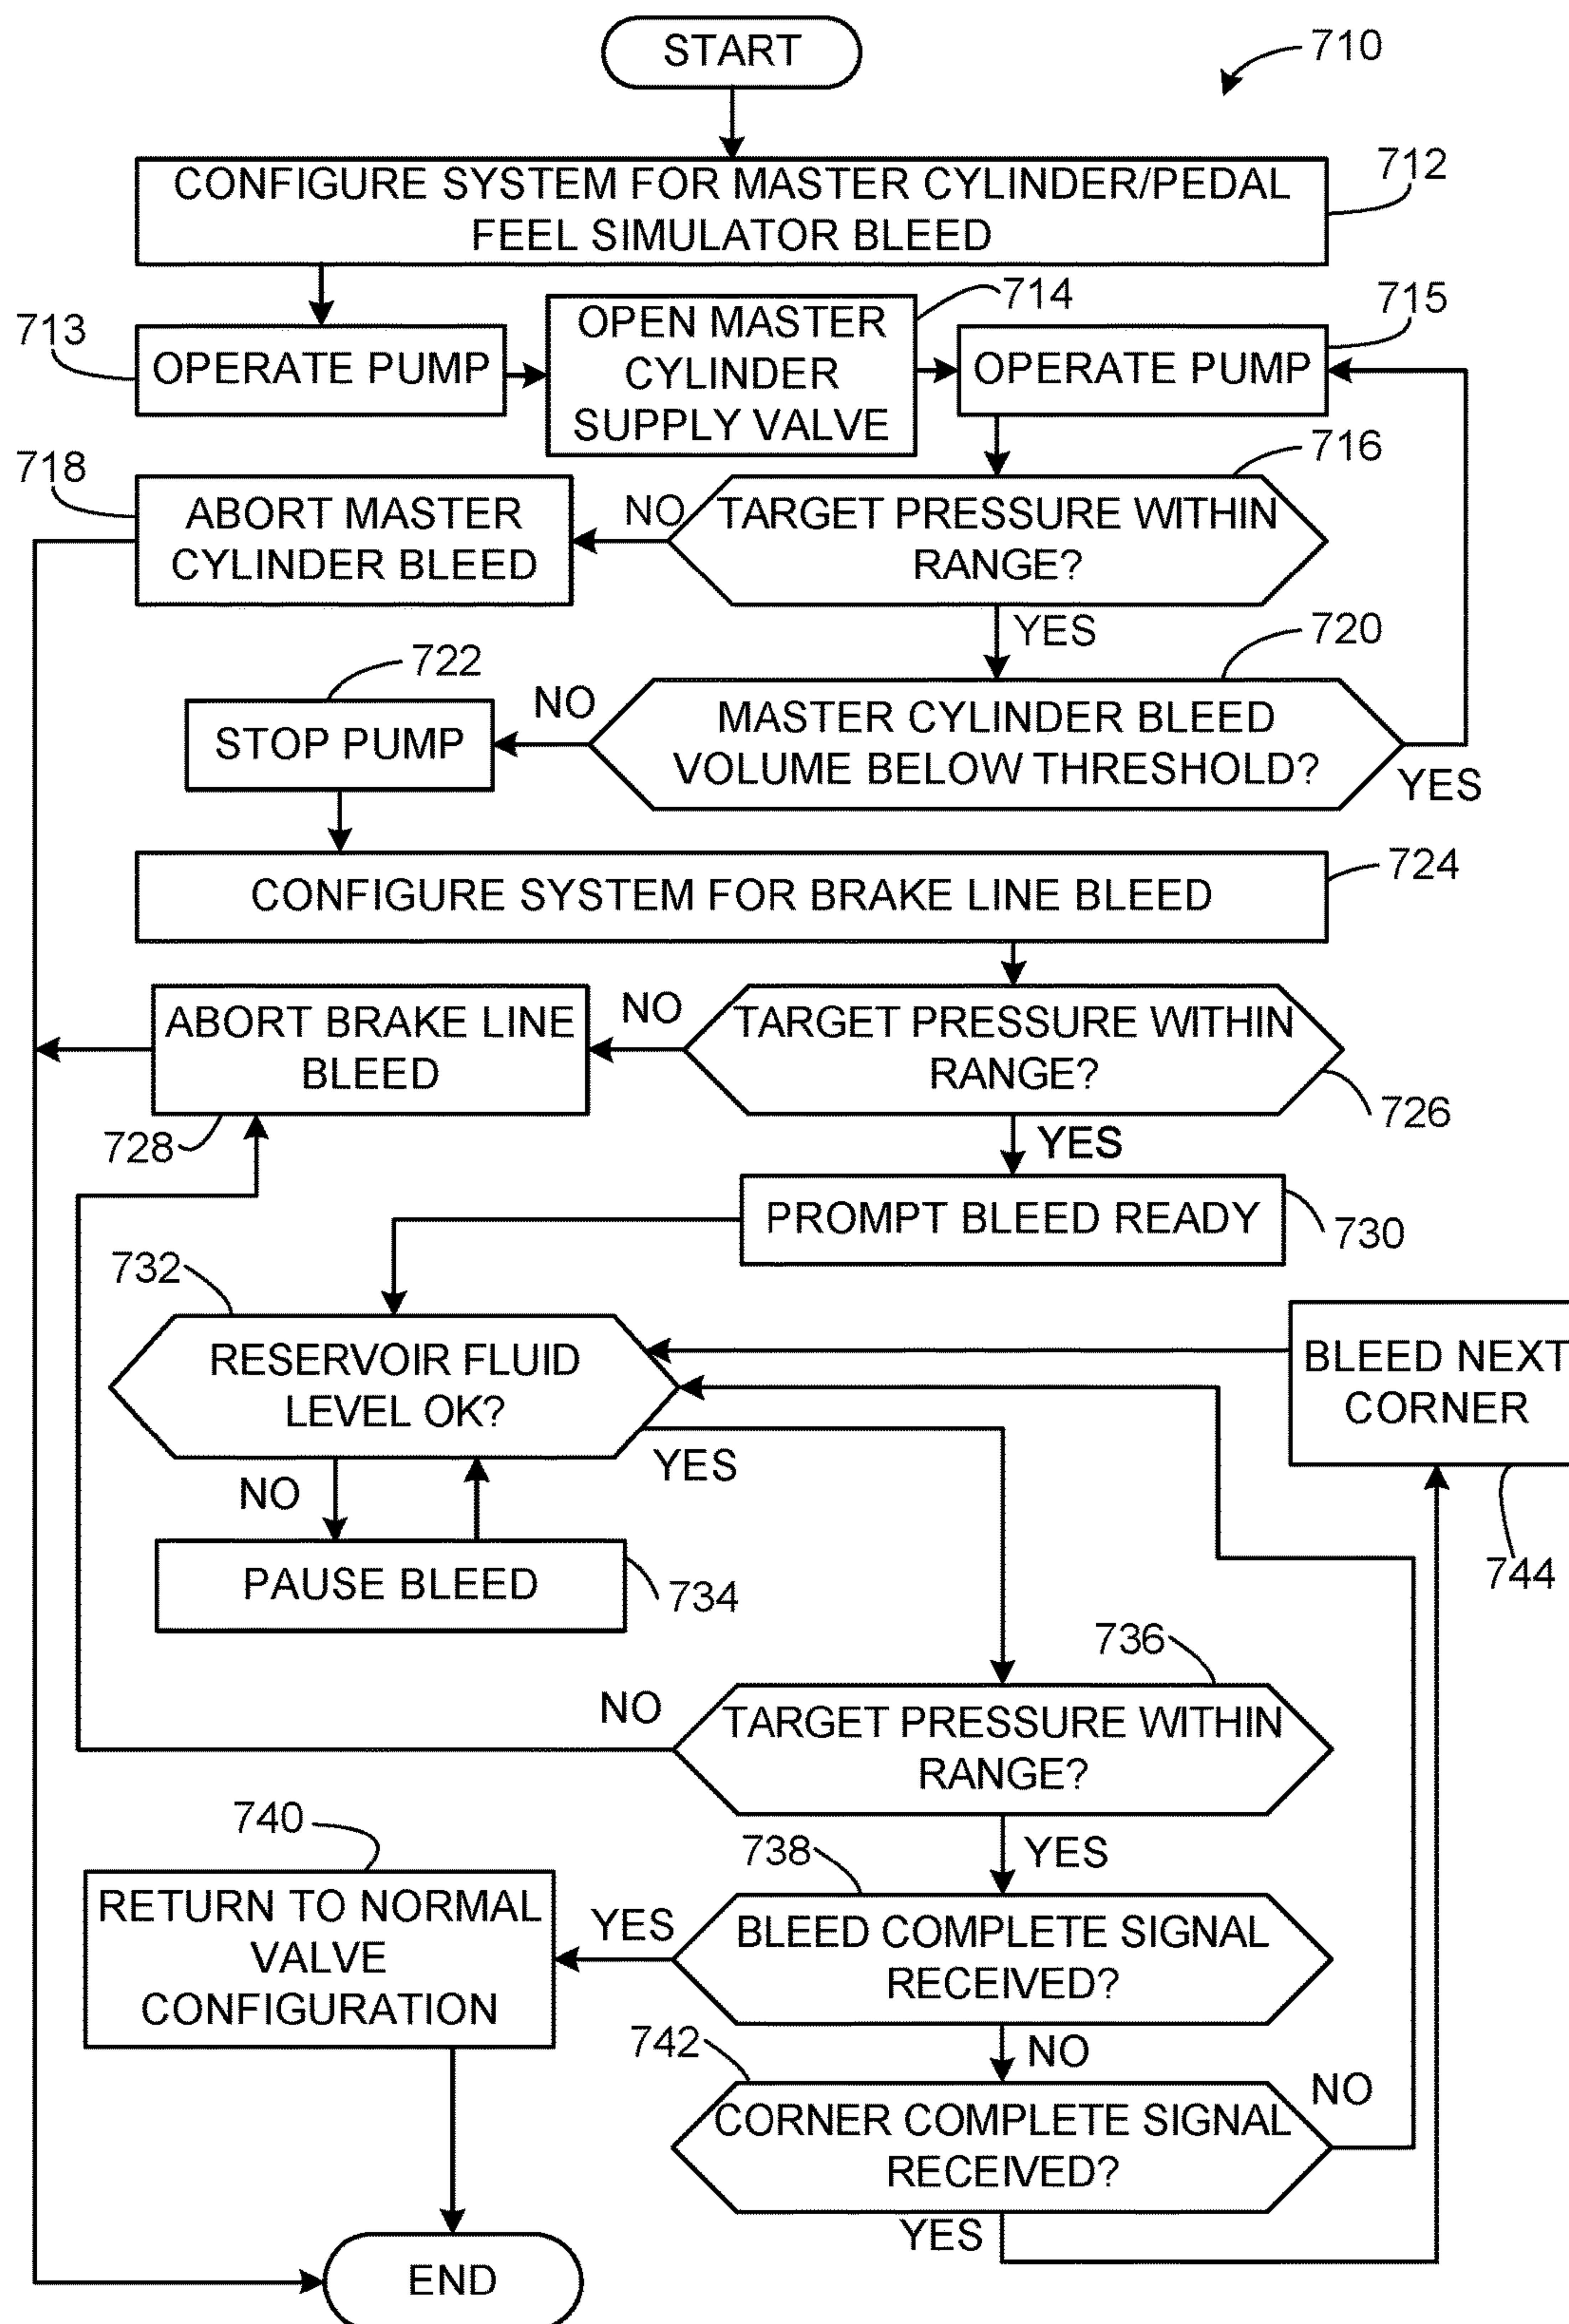 START
710
CONFIGURE SYSTEM FOR MASTER CYLINDER/PEDAL
FEEL SIMULATOR BLEED
712
713
OPERATE PUMP
OPEN MASTER
CYLINDER
SUPPLY VALVE
714
OPERATE PUMP
715
718
ABORT MASTER
CYLINDER BLEED
NO
TARGET PRESSURE WITHIN
RANGE?
716
YES
722
STOP PUMP
NO
MASTER CYLINDER BLEED
VOLUME BELOW THRESHOLD?
720
YES
CONFIGURE SYSTEM FOR BRAKE LINE BLEED
724
ABORT BRAKE LINE
BLEED
728
NO
TARGET PRESSURE WITHIN
RANGE?
726
YES
PROMPT BLEED READY
730
732
RESERVOIR FLUID
LEVEL OK?
YES
NO
BLEED NEXT
CORNER
744
PAUSE BLEED
734
736
NO
TARGET PRESSURE WITHIN
RANGE?
YES
740
RETURN TO NORMAL
VALVE
CONFIGURATION
738
YES
BLEED COMPLETE SIGNAL
RECEIVED?
NO
742
CORNER COMPLETE SIGNAL
RECEIVED?
NO
YES
END